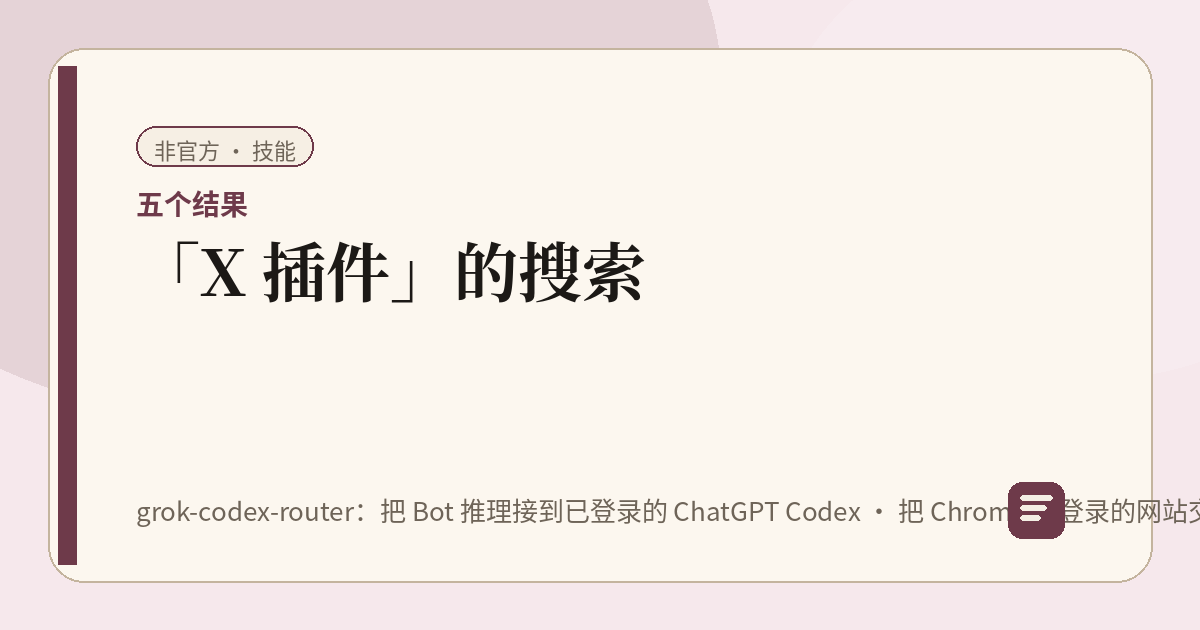 非官方 · 技能
五个结果
「X 插件」的搜索
grok-codex-router：把 Bot 推理接到已登录的 ChatGPT Codex · 把 Chrom 登录的网站